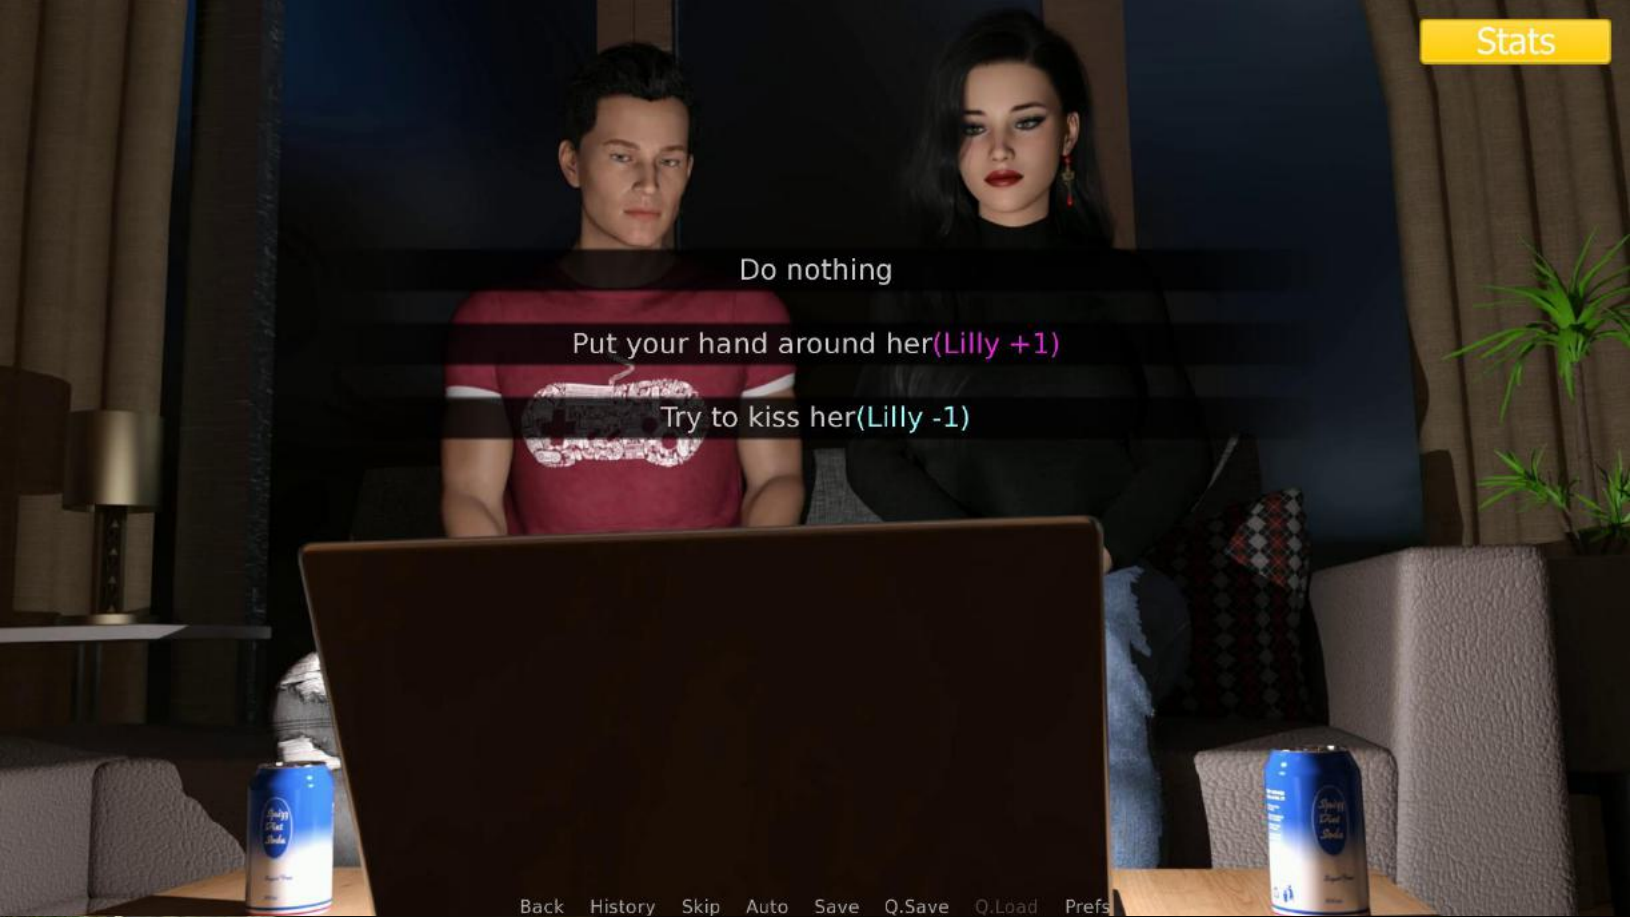 Stats
Do nothing
Put your hand around her(Lilly +1)
Try to kiss her(Lilly -1)
Back History Skip Auto Save Q.Save Q.Load Prefs